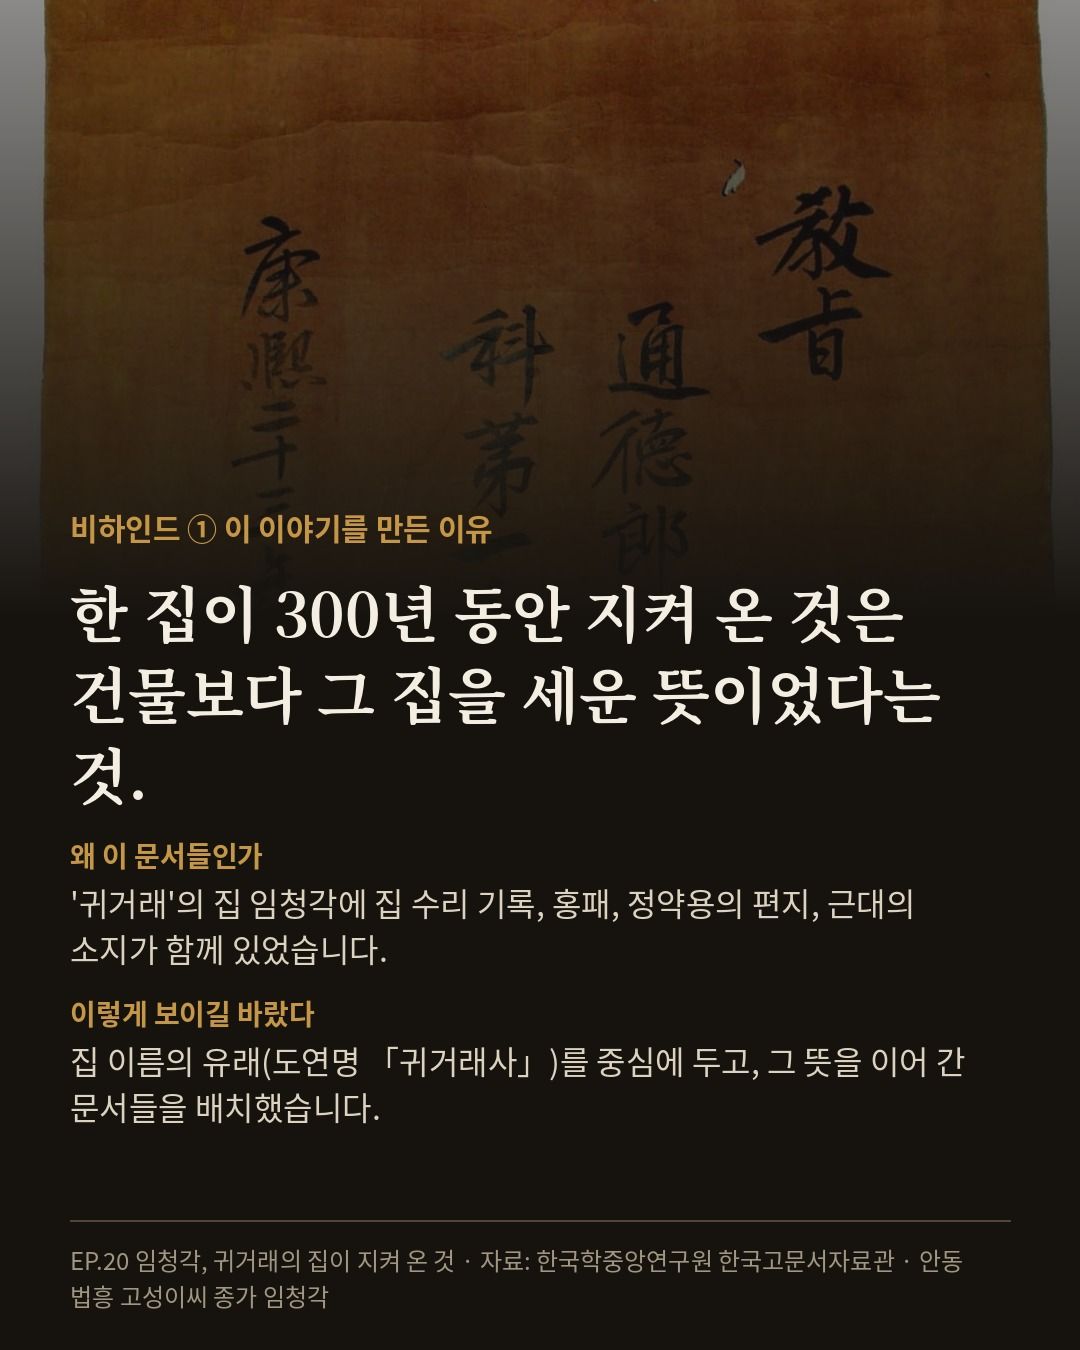 敎旨
通德郎
科第一
康熙二十三年
비하인드 ① 이 이야기를 만든 이유
한 집이 300년 동안 지켜 온 것은
건물보다 그 집을 세운 뜻이었다는
것.
왜 이 문서들인가
'귀거래'의 집 임청각에 집 수리 기록, 홍패, 정약용의 편지, 근대의
소지가 함께 있었습니다.
이렇게 보이길 바랐다
집 이름의 유래(도연명 「귀거래사」)를 중심에 두고, 그 뜻을 이어 간
문서들을 배치했습니다.
EP.20 임청각, 귀거래의 집이 지켜 온 것 · 자료: 한국학중앙연구원 한국고문서자료관 · 안동
법흥 고성이씨 종가 임청각